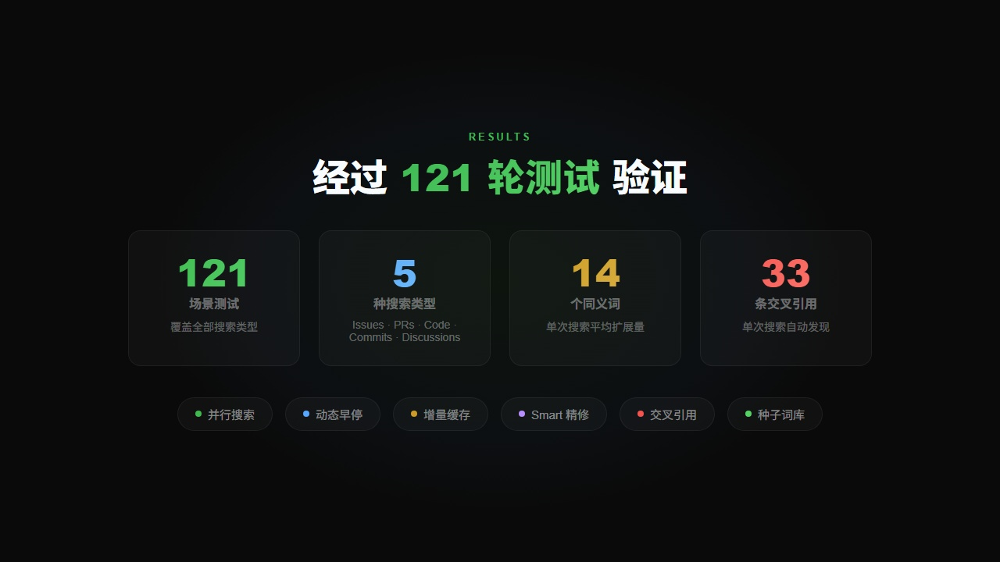 RESULTS
经过 121 轮测试 验证
121
场景测试
覆盖全部搜索类型
5
种搜索类型
Issues · PRs · Code ·
Commits · Discussions
14
个同义词
单次搜索平均扩展量
33
条交叉引用
单次搜索自动发现
并行搜索
动态早停
增量缓存
Smart 精修
交叉引用
种子词库